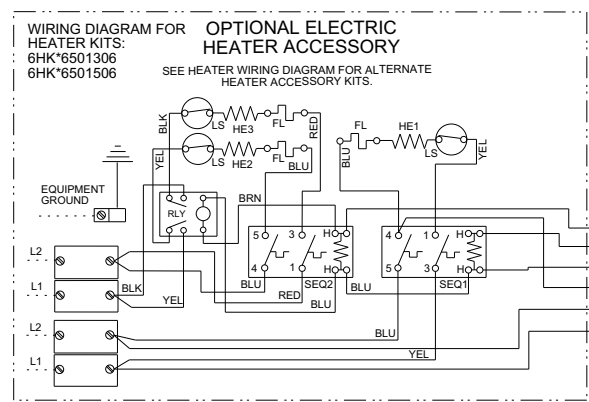 WIRING DIAGRAM FOR
HEATER KITS:
6HK*6501306
6HK*6501506
OPTIONAL ELECTRIC
HEATER ACCESSORY
SEE HEATER WIRING DIAGRAM FOR ALTERNATE
HEATER ACCESSORY KITS.
BLK
LS
HE3
FL
RED
YEL
LS
HE2
FL
BLU
FL
HE1
LS
BLU
YEL
EQUIPMENT
GROUND
RLY
BRN
5
3
H
4
1
H
SEQ2
4
1
H
5
3
H
SEQ1
L2
L1
BLK
YEL
BLU
RED
BLU
BLU
L2
L1
BLU
YEL